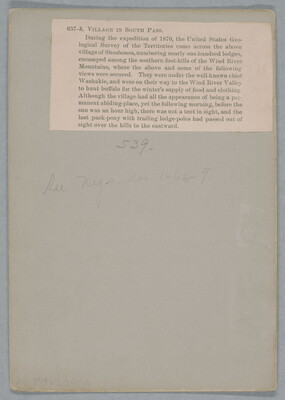 657-8. VILLAGE IN SOUTH PASS.
During the expedition of 1870, the United States Geo-
logical Survey of the Territories came across the above
village of Shoshones, numbering nearly one hundred lodges,
encamped among the southern foot-hills of the Wind River
Mountains, where the above and some of the following
views were secured. They were under the well-known chief
Washakie, and were on their way to the Wind River Valley
to hunt buffalo for the winter's supply of food and clothing.
Although the village had all the appearance of being a per-
manent abiding-place, yet the following morning, before the
sun was an hour high, there was not a tent in sight, and the
last pack-pony with trailing lodge-poles had passed out of
sight over the hills to the eastward.
539.
See